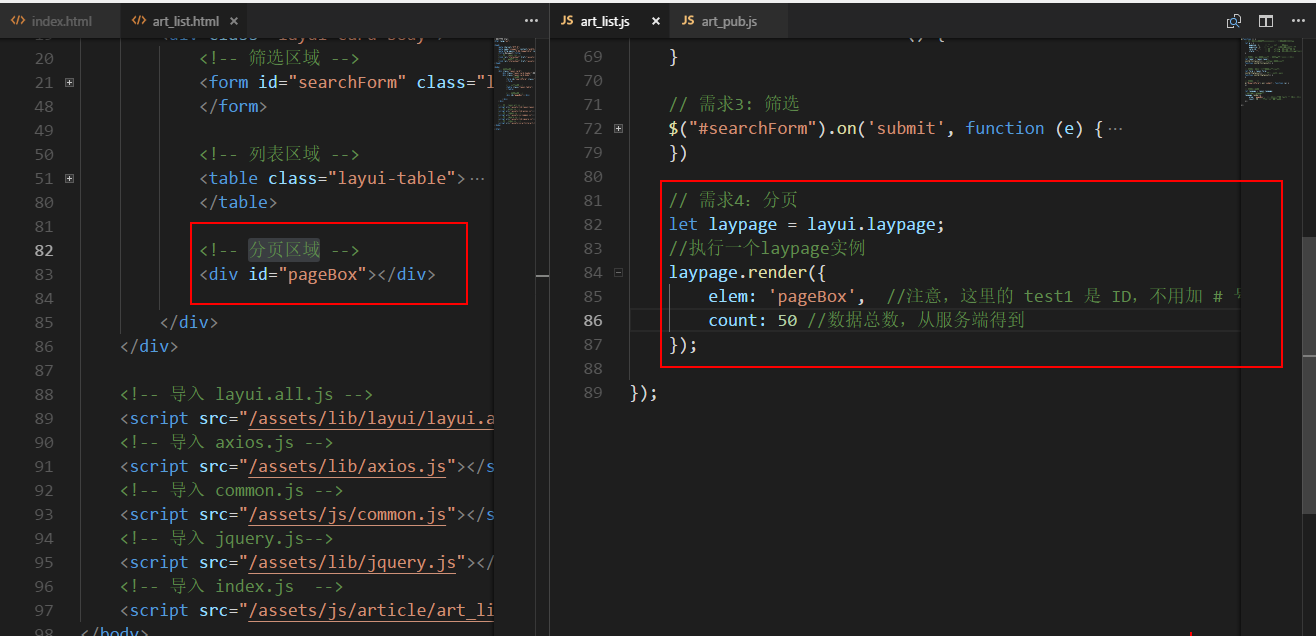 index.html
art_list.html
20 <!-- 筛选区域 -->
21 <form id="searchForm" class="l
48 </form>
49
50 <!-- 列表区域 -->
51 <table class="layui-table">…
80 </table>
81
82 <!-- 分页区域 -->
83 <div id="pageBox"></div>
84
85 </div>
86 </div>
87
88 <!-- 导入 layui.all.js -->
89 <script src="/assets/lib/layui/layui.a
90 <!-- 导入 axios.js -->
91 <script src="/assets/lib/axios.js"></s
92 <!-- 导入 common.js -->
93 <script src="/assets/js/common.js"></s
94 <!-- 导入 jquery.js-->
95 <script src="/assets/lib/jquery.js"></
96 <!-- 导入 index.js  -->
97 <script src="/assets/js/article/art_li
98 </body>
JS art_list.js
JS art_pub.js
69 }
70
71 // 需求3: 筛选
72 $("#searchForm").on('submit', function (e) {…
79 })
80
81 // 需求4: 分页
82 let laypage = layui.laypage;
83 //执行一个laypage实例
84 laypage.render({
85 elem: 'pageBox',  //注意，这里的 test1 是 ID，不用加 #
86 count: 50 //数据总数，从服务端得到
87 });
88
89 });